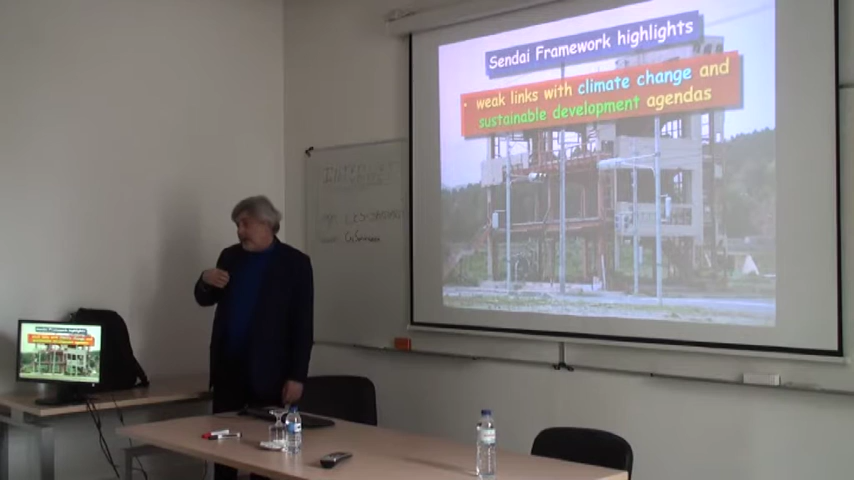 Sendai Framework highlights
• weak links with climate change and
sustainable development agendas